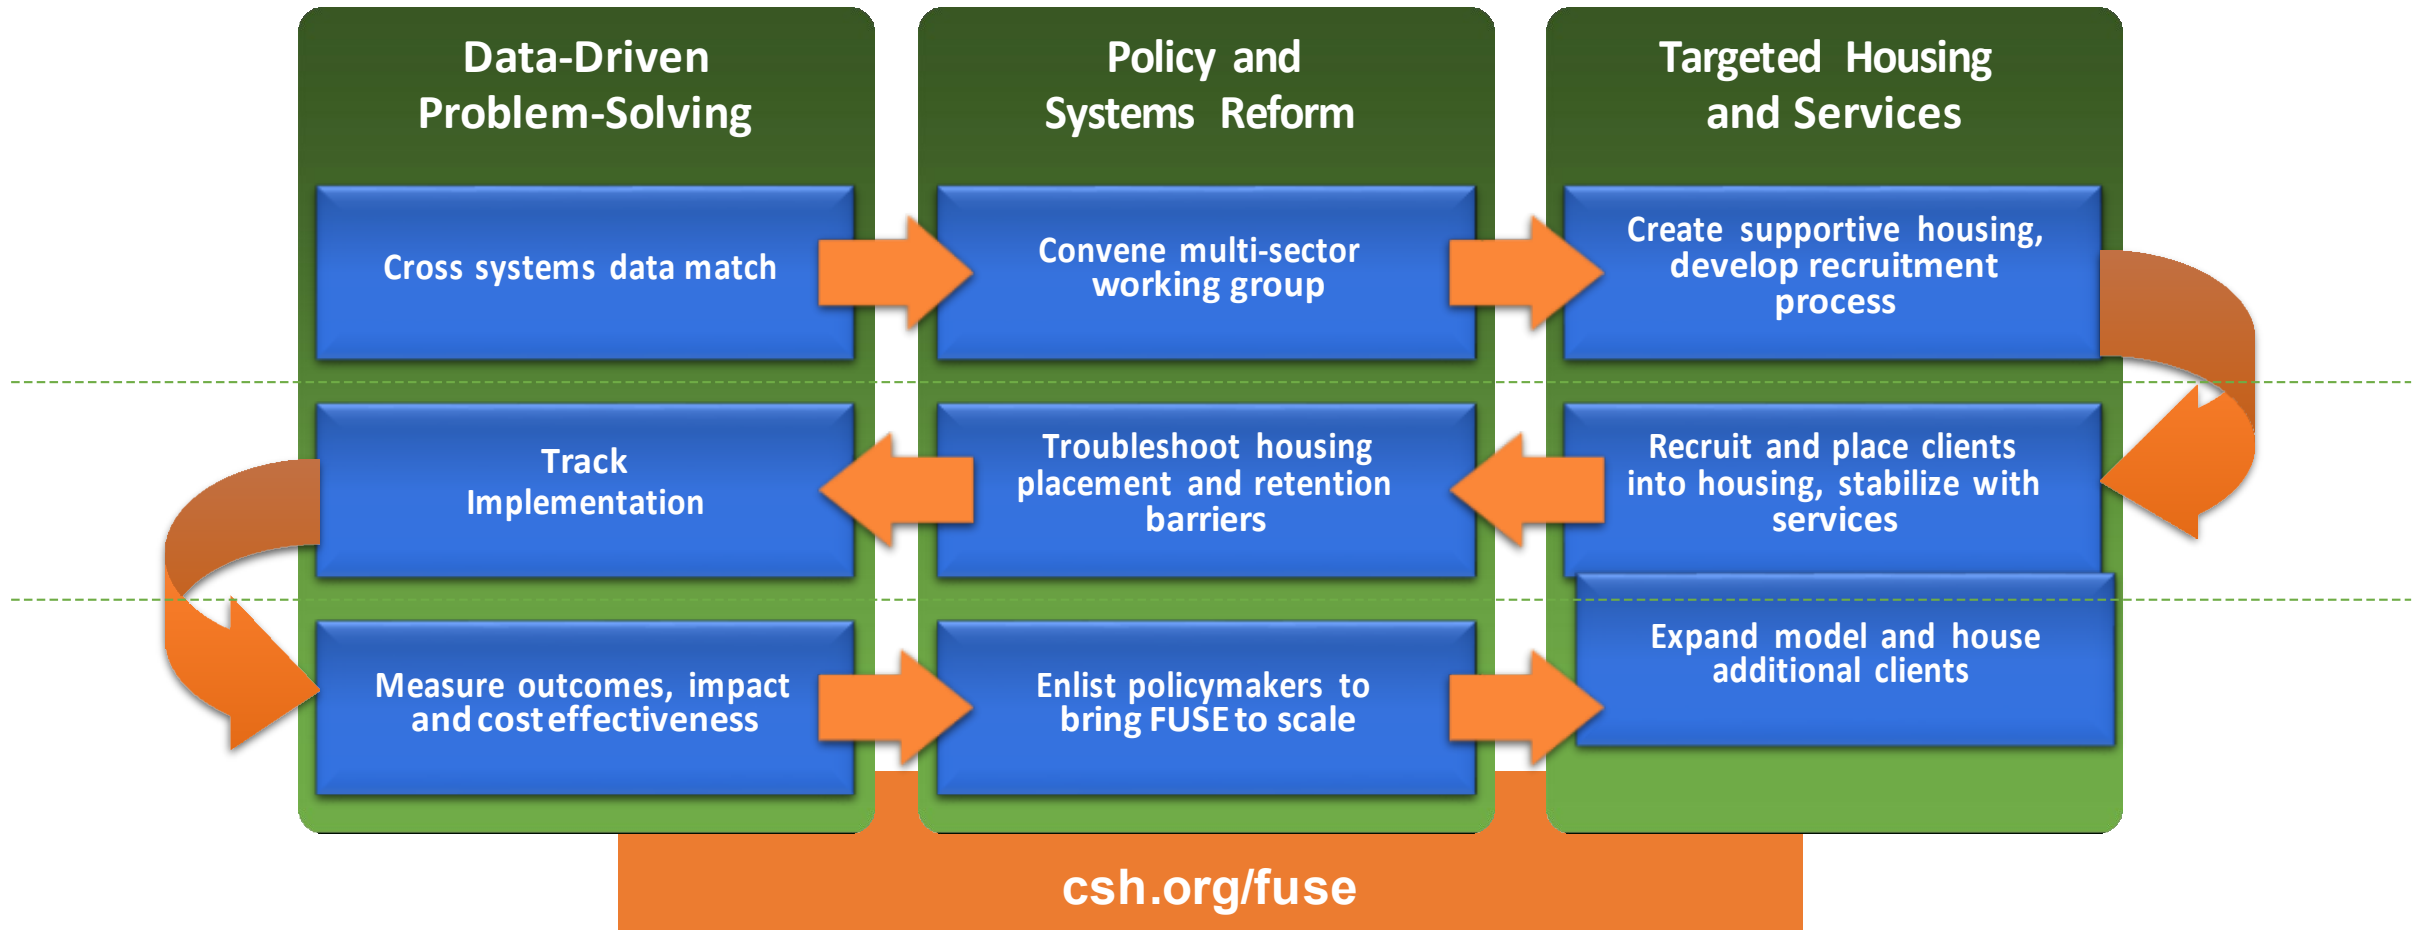 Data-Driven
Problem-Solving
Policy and
Systems Reform
Targeted Housing
and Services
Cross systems data match
Convene multi-sector
working group
Create supportive housing,
develop recruitment
process
Track
Implementation
Troubleshoot housing
placement and retention
barriers
Recruit and place clients
into housing, stabilize with
services
Measure outcomes, impact
and cost effectiveness
Enlist policymakers to
bring FUSE to scale
Expand model and house
additional clients
csh.org/fuse